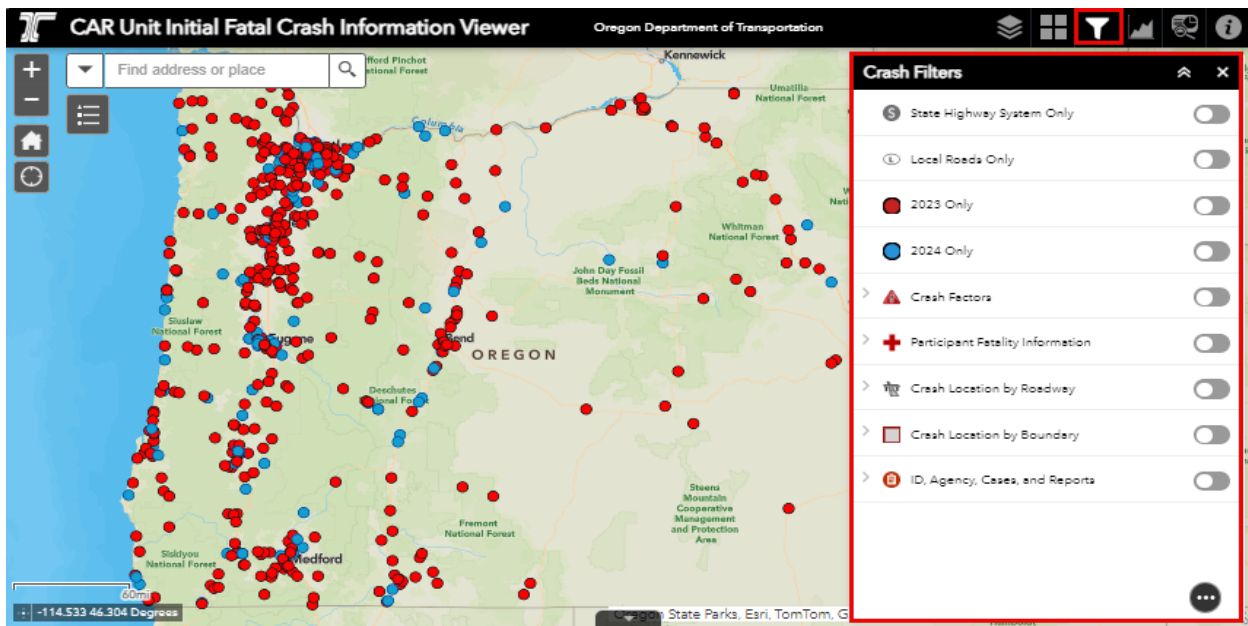 CAR Unit Initial Fatal Crash Information Viewer
Oregon Department of Transportation
Find address or place
fford Pinchot
ational Forest
Kennewick
Umatilla
National Forest
Columbia
Whitman
National Forest
John Day Fossil
Beds National
Monument
Siuslaw
National Forest
Eugene
Bend
OREGON
Deschutes
National Forest
Steens
Mountain
Cooperative
Management
and Protection
Area
Fremont
National Forest
Siskiyou
National Forest
Medford
60mi
-114.533 46.304 Degrees
Oregon State Parks, Esri, TomTom, G
Crash Filters
S State Highway System Only
L Local Roads Only
2023 Only
2024 Only
Crash Factors
Participant Fatality Information
Crash Location by Roadway
Crash Location by Boundary
ID, Agency, Cases, and Reports